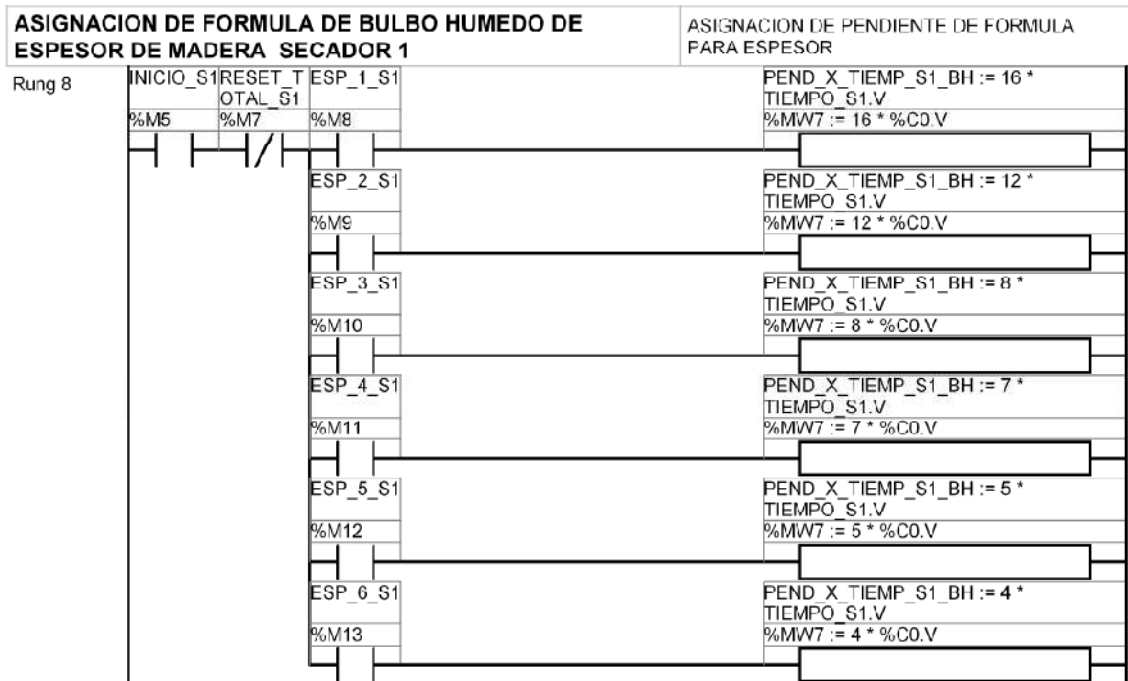 ASIGNACION DE FORMULA DE BULBO HUMEDO DE
ESPESOR DE MADERA SECADOR 1
ASIGNACION DE PENDIENTE DE FORMULA
PARA ESPESOR
Rung 8
INICIO_S1
RESET_T
OTAL_S1
ESP_1_S1
PEND_X_TIEMP_S1_BH := 16 *
TIEMPO_S1.V
%M5
%M7
%M8
%MW7 := 16 * %C0.V
ESP_2_S1
PEND_X_TIEMP_S1_BH := 12 *
TIEMPO_S1.V
%M9
%MW7 := 12 * %C0.V
ESP_3_S1
PEND_X_TIEMP_S1_BH := 8 *
TIEMPO_S1.V
%M10
%MW7 := 8 * %C0.V
ESP_4_S1
PEND_X_TIEMP_S1_BH := 7 *
TIEMPO_S1.V
%M11
%MW7 := 7 * %C0.V
ESP_5_S1
PEND_X_TIEMP_S1_BH := 5 *
TIEMPO_S1.V
%M12
%MW7 := 5 * %C0.V
ESP_6_S1
PEND_X_TIEMP_S1_BH := 4 *
TIEMPO_S1.V
%M13
%MW7 := 4 * %C0.V